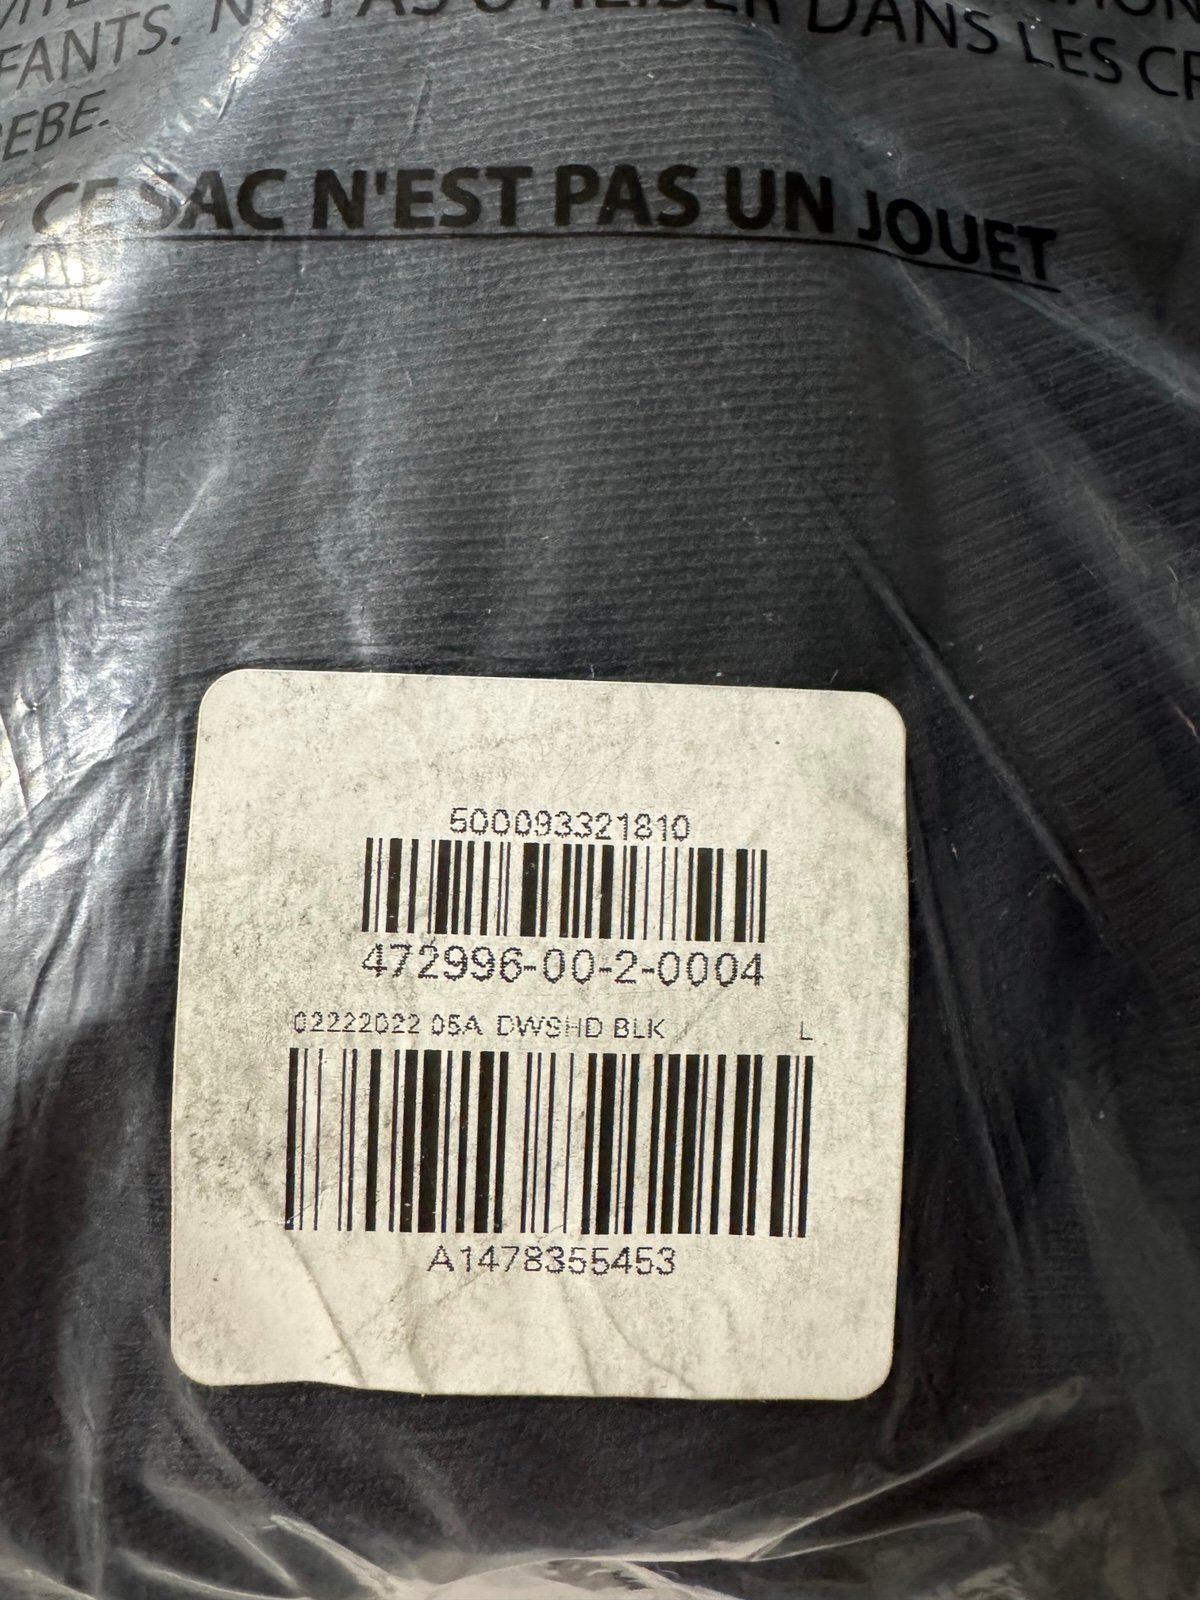 FANTS. NE PAS UTILISER DANS LES
CE SAC N'EST PAS UN JOUET
500093321810
472996-00-2-0004
02222022 05A DWSHD BLK L
A1478355453